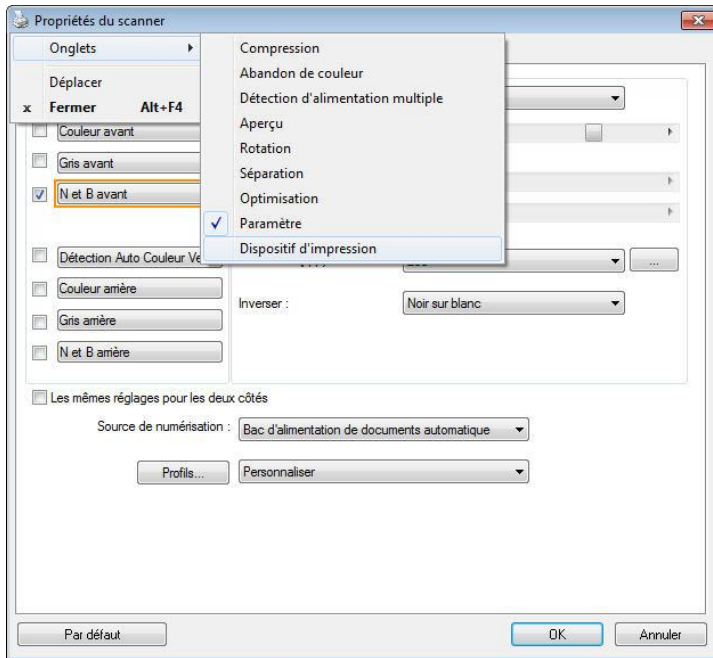 Propriétés du scanner
Onglets
Déplacer
x Fermer Alt+F4
Compression
Abandon de couleur
Détection d'alimentation multiple
Aperçu
Rotation
Séparation
Optimisation
✓ Paramètre
Dispositif d'impression
Couleur avant
Gris avant
N et B avant
Détection Auto Couleur Ve
Couleur arrière
Gris arrière
N et B arrière
...
Inverser :
Noir sur blanc
Les mêmes réglages pour les deux côtés
Source de numérisation :
Bac d'alimentation de documents automatique
Profils...
Personnaliser
Par défaut
OK
Annuler